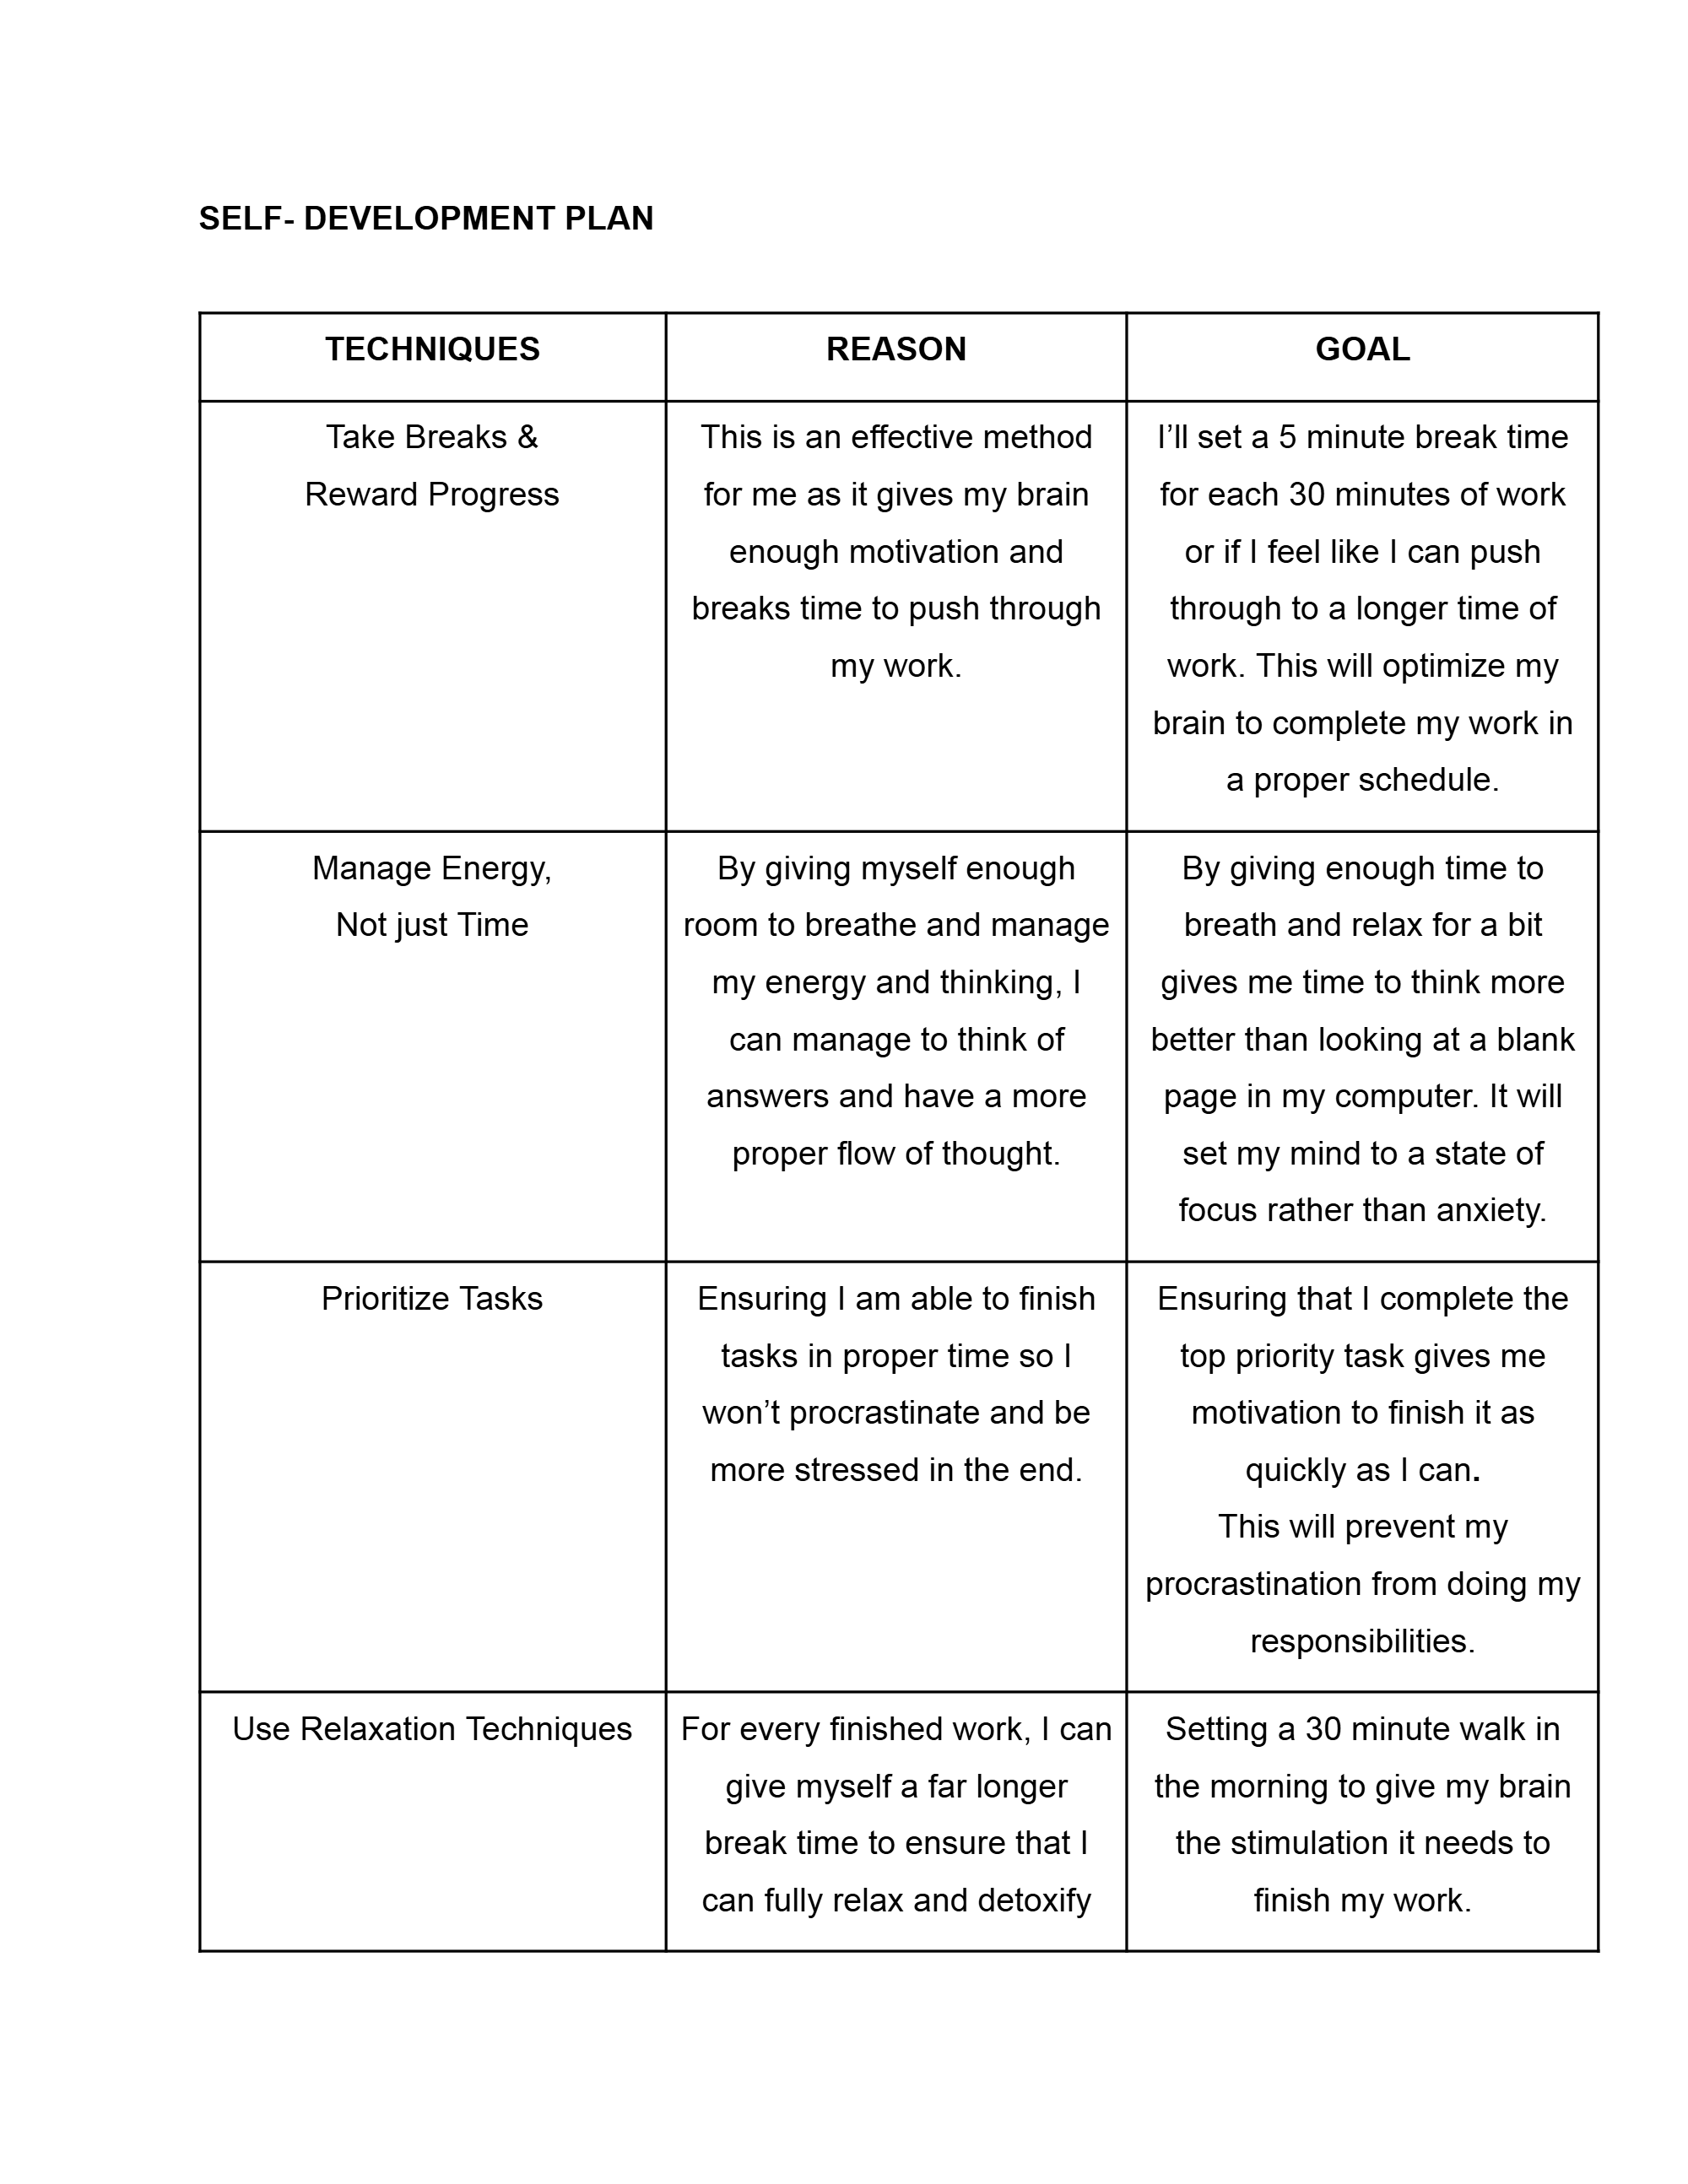 SELF- DEVELOPMENT PLAN
TECHNIQUES
REASON
GOAL
Take Breaks &
Reward Progress
This is an effective method
for me as it gives my brain
enough motivation and
breaks time to push through
my work.
I’ll set a 5 minute break time
for each 30 minutes of work
or if I feel like I can push
through to a longer time of
work. This will optimize my
brain to complete my work in
a proper schedule.
Manage Energy,
Not just Time
By giving myself enough
room to breathe and manage
my energy and thinking, I
can manage to think of
answers and have a more
proper flow of thought.
By giving enough time to
breath and relax for a bit
gives me time to think more
better than looking at a blank
page in my computer. It will
set my mind to a state of
focus rather than anxiety.
Prioritize Tasks
Ensuring I am able to finish
tasks in proper time so I
won’t procrastinate and be
more stressed in the end.
Ensuring that I complete the
top priority task gives me
motivation to finish it as
quickly as I can.
This will prevent my
procrastination from doing my
responsibilities.
Use Relaxation Techniques
For every finished work, I can
give myself a far longer
break time to ensure that I
can fully relax and detoxify
Setting a 30 minute walk in
the morning to give my brain
the stimulation it needs to
finish my work.